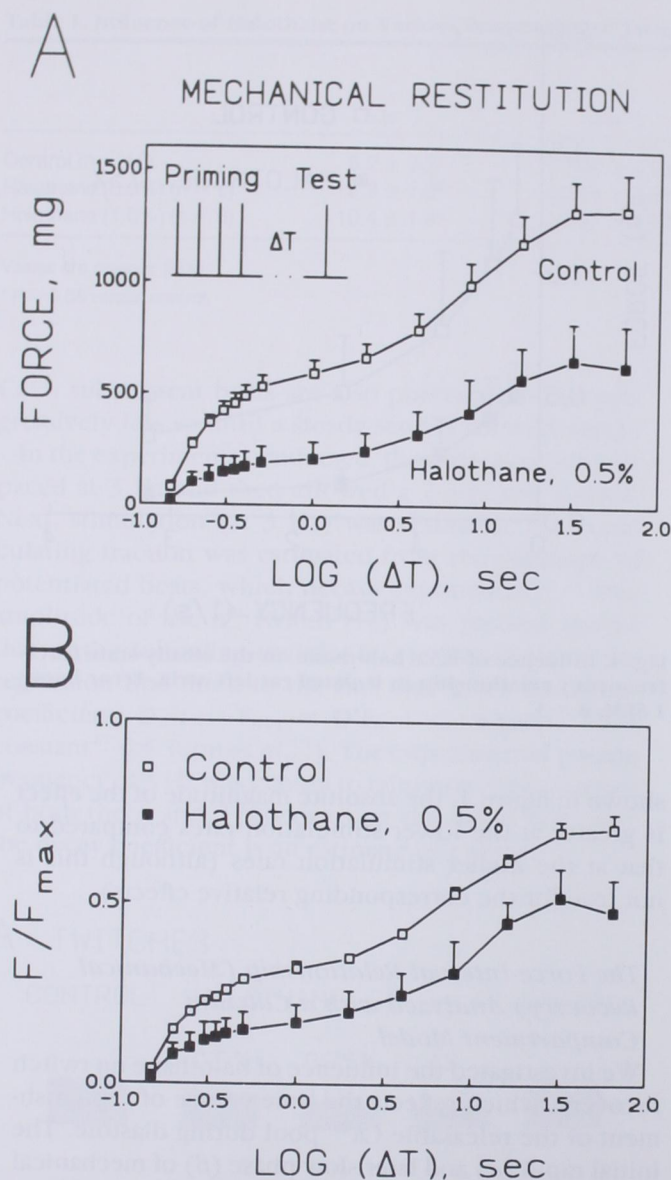 A
MECHANICAL RESTITUTION
1500
1000
500
0
FORCE, mg
Priming Test
ΔT
Control
Halothane, 0.5%
-1.0 -0.5 0.0 0.5 1.0 1.5 2.0
LOG (ΔT), sec
B
1.0
0.5
0.0
F/F max
Control
Halothane, 0.5%
-1.0 -0.5 0.0 0.5 1.0 1.5 2.0
LOG (ΔT), sec